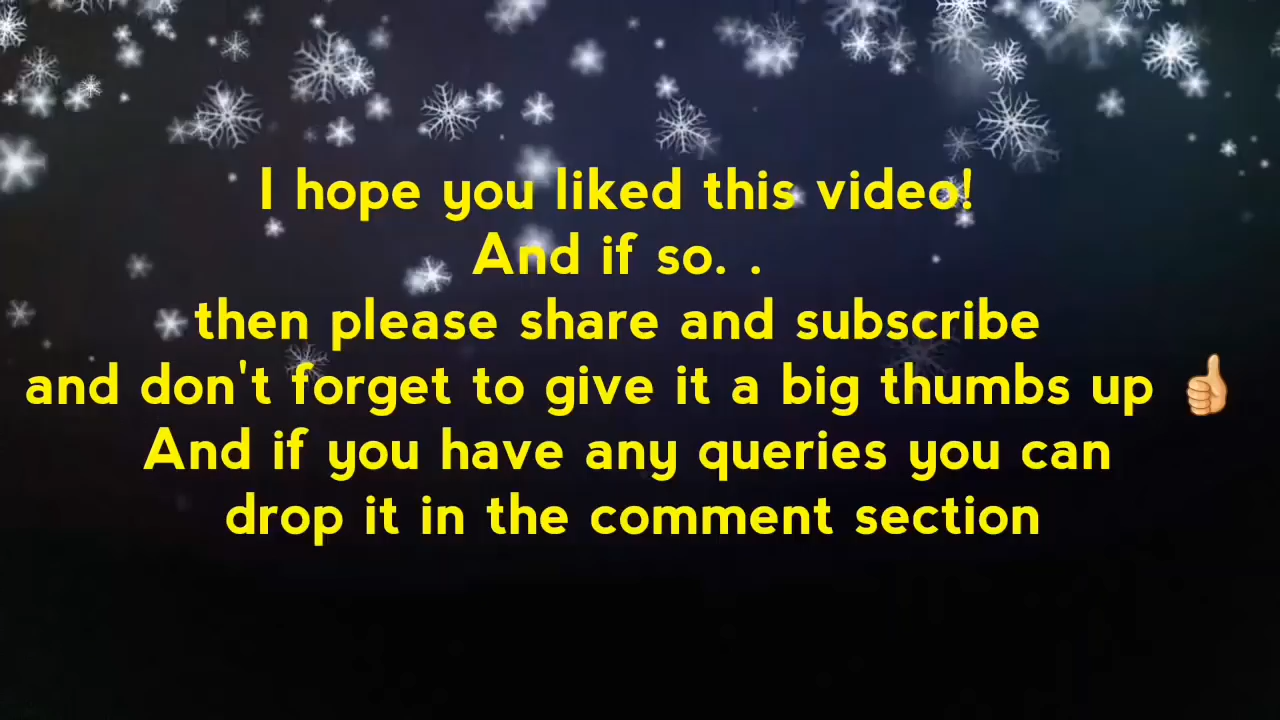 I hope you liked this video!
And if so. .
then please share and subscribe
and don't forget to give it a big thumbs up 👍
And if you have any queries you can
drop it in the comment section